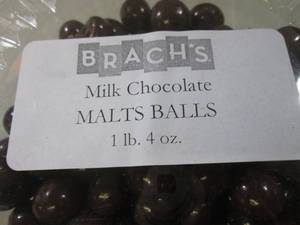 BRACH'S
Milk Chocolate
MALTS BALLS
1 lb. 4 oz.